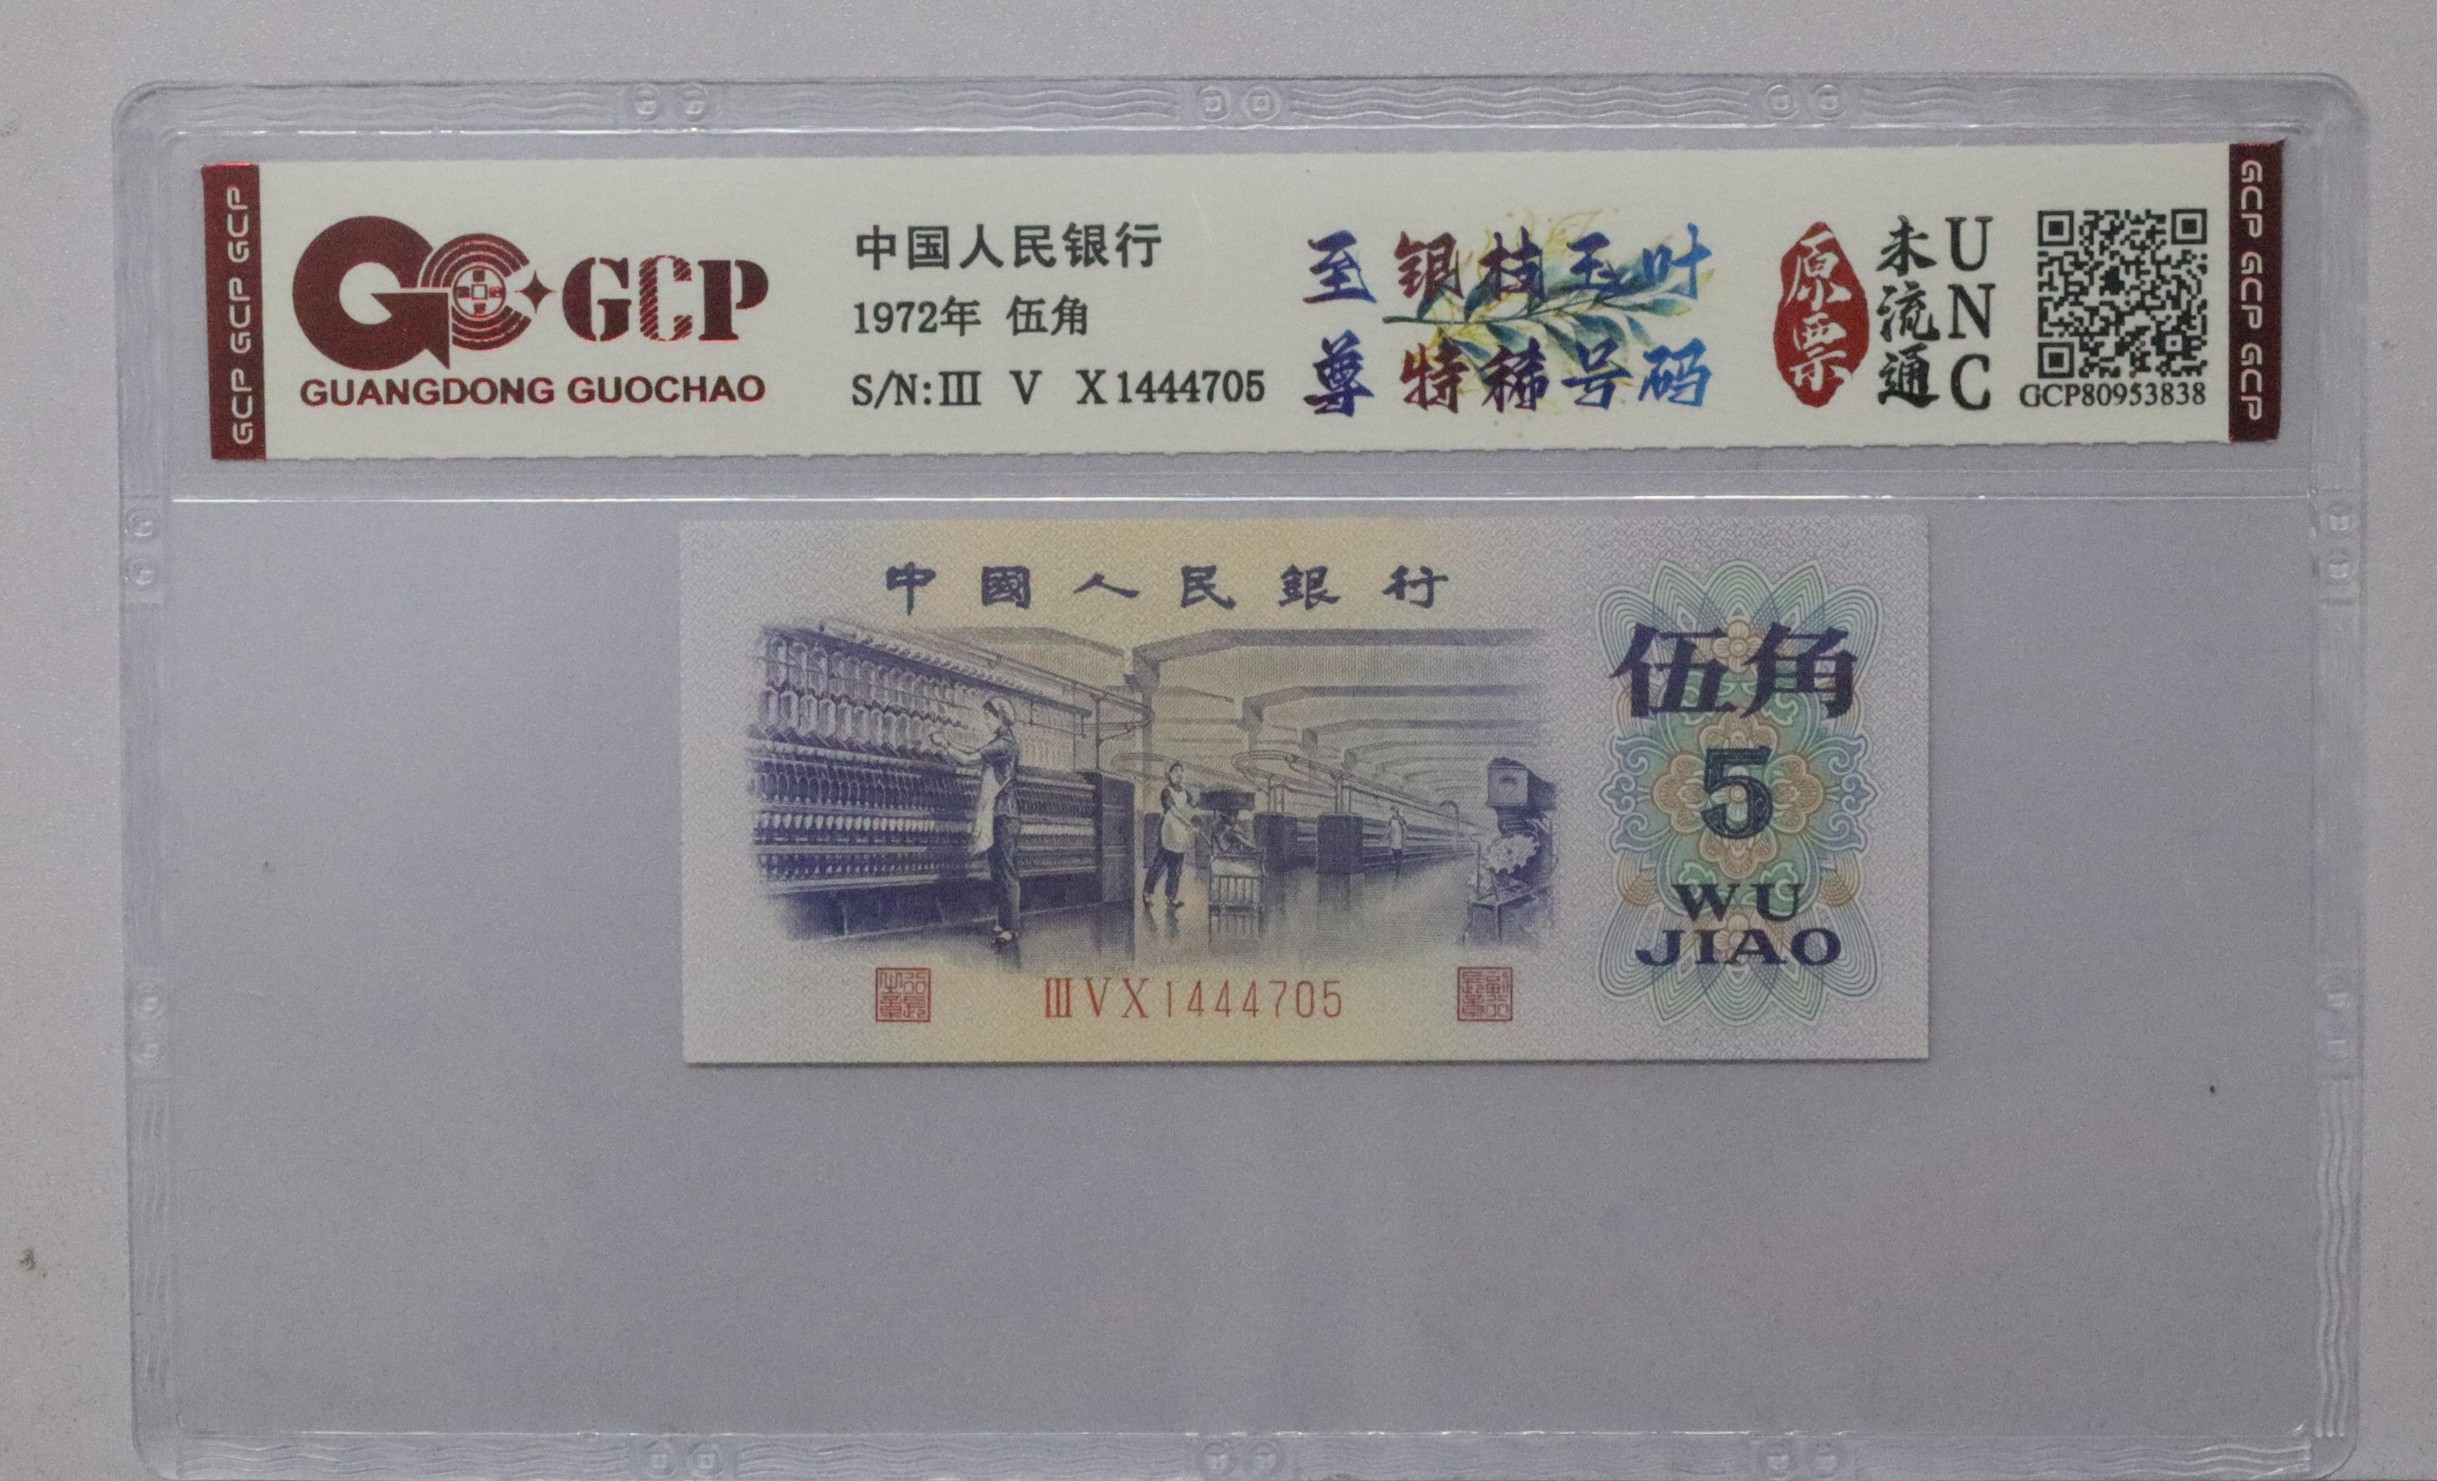 GCP GCP GCP
GCP
GUANGDONG GUOCHAO
中国人民银行
1972年 伍角
S/N:Ⅲ V X 1444705
至尊
银枝玉叶
特稀号码
原票
未流通
UNC
GCP80953838
GCP GCP GCP
中國人民銀行
伍角
5
WU
JIAO
ⅢVX1444705